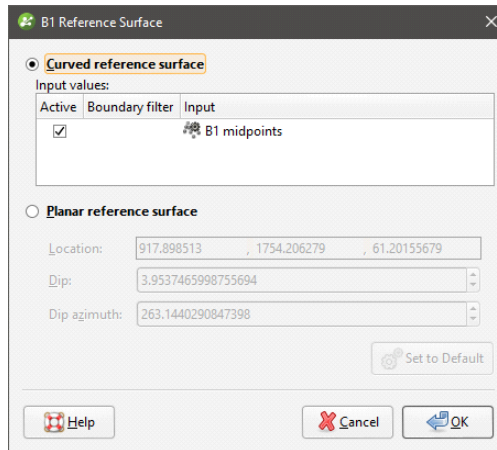 B1 Reference Surface
Curved reference surface
Input values:
Active Boundary filter Input
B1 midpoints
Planar reference surface
Location: 917.898513 , 1754.206279 , 61.20155679
Dip: 3.9537465998755694
Dip azimuth: 263.1440290847398
Set to Default
Help Cancel OK